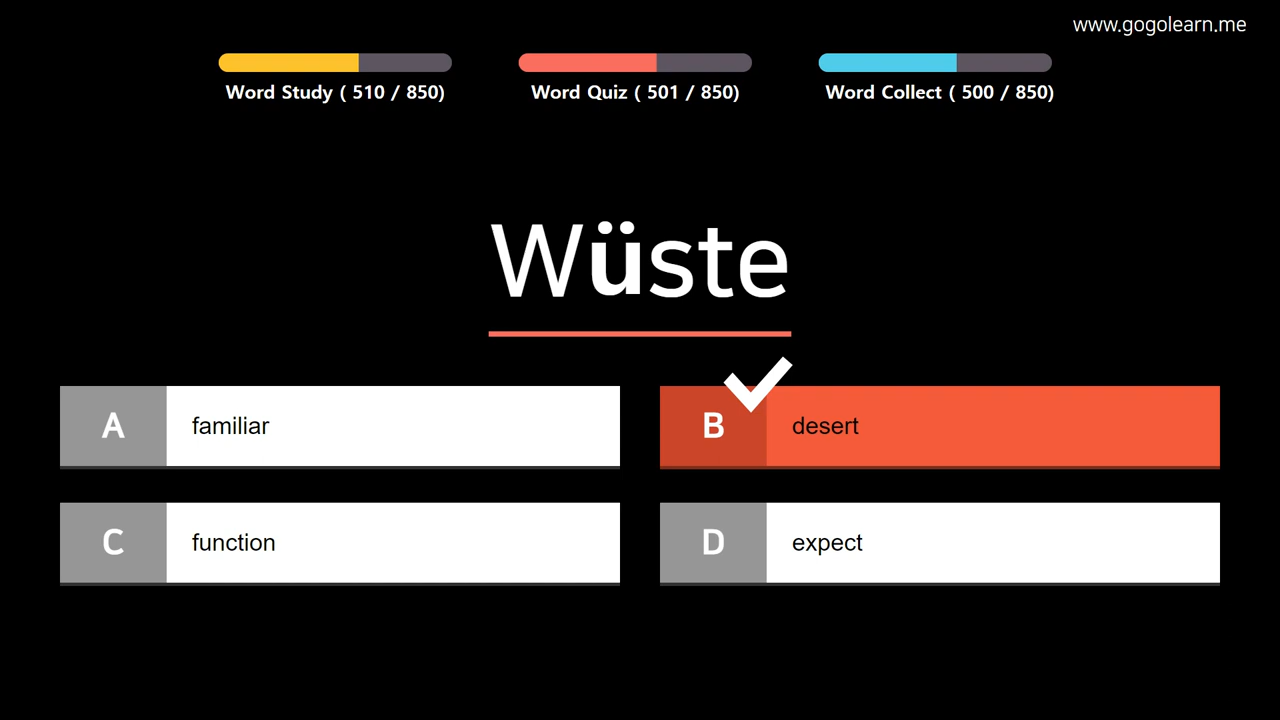 www.gogolearn.me
Word Study ( 510 / 850)
Word Quiz ( 501 / 850)
Word Collect ( 500 / 850)
Wüste
A familiar
B desert
C function
D expect